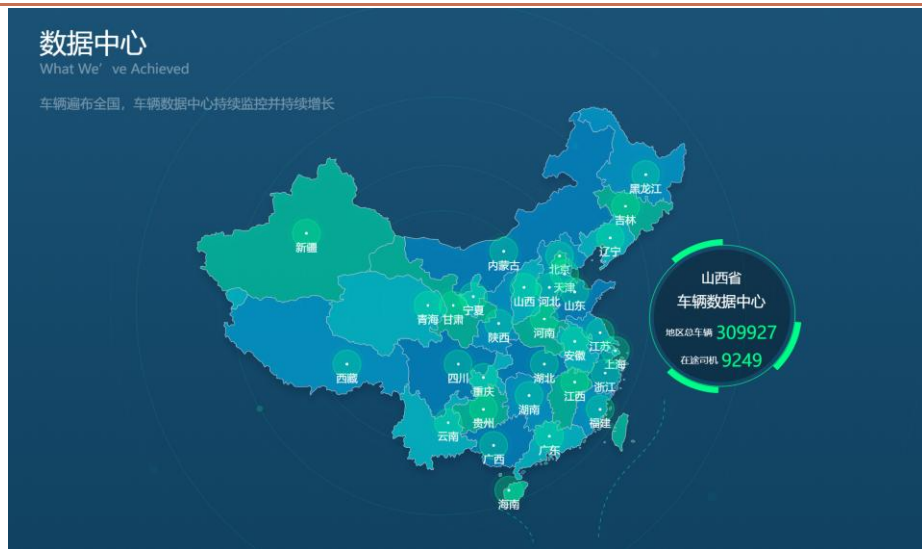 数据中心
What We’ve Achieved
车辆遍布全国，车辆数据中心持续监控并持续增长
黑龙江
吉林
辽宁
新疆
内蒙古
北京
天津
山西
河北
山东
青海
甘肃
宁夏
陕西
河南
江苏
安徽
上海
西藏
四川
重庆
湖北
浙江
江西
湖南
贵州
福建
云南
广西
广东
海南
山西省
车辆数据中心
地区总车辆 309927
在途司机 9249